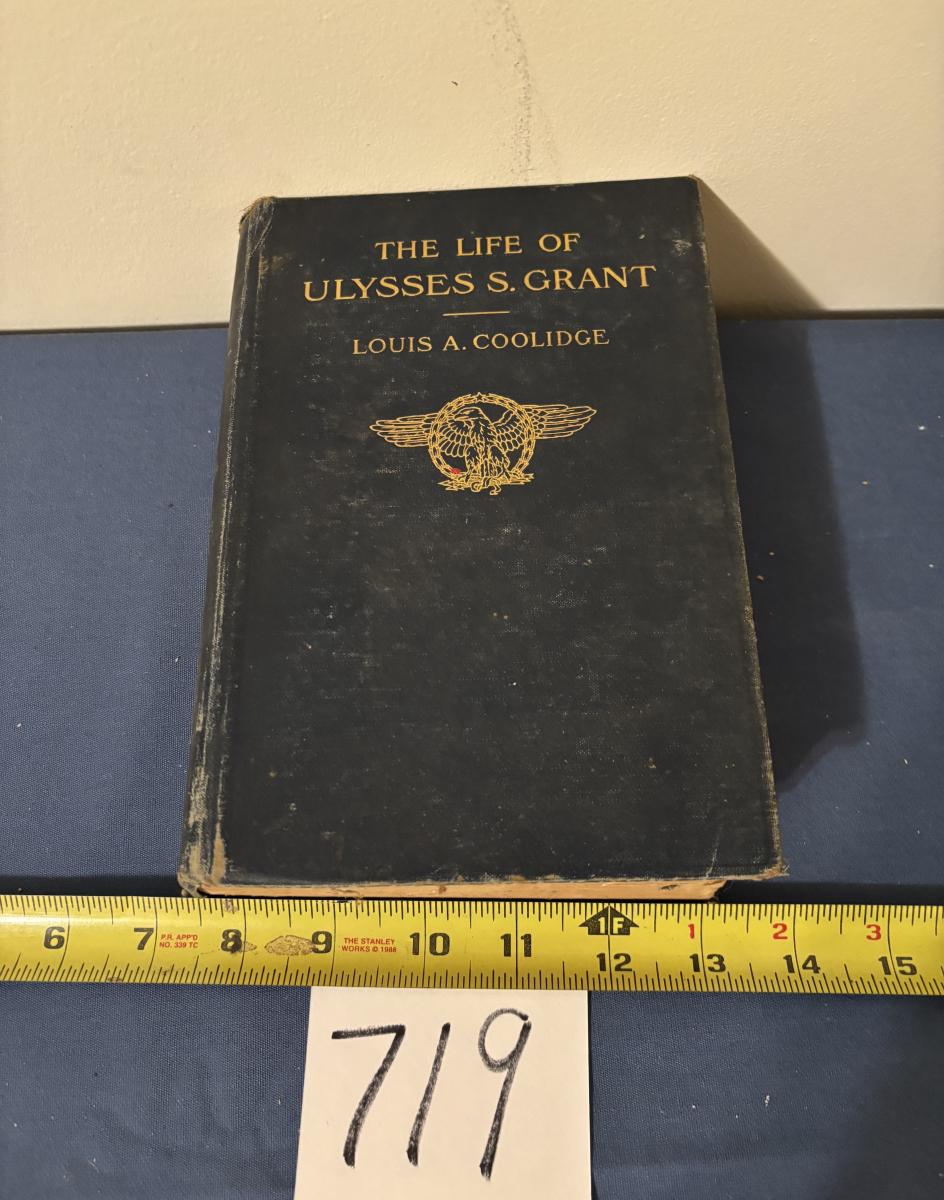 THE LIFE OF
ULYSSES S. GRANT
LOUIS A. COOLIDGE
6 7 P.R. APP'D NO. 339 TC 8 9 THE STANLEY WORKS © 1988 10 11 1F 12 1 13 2 14 3 15
719